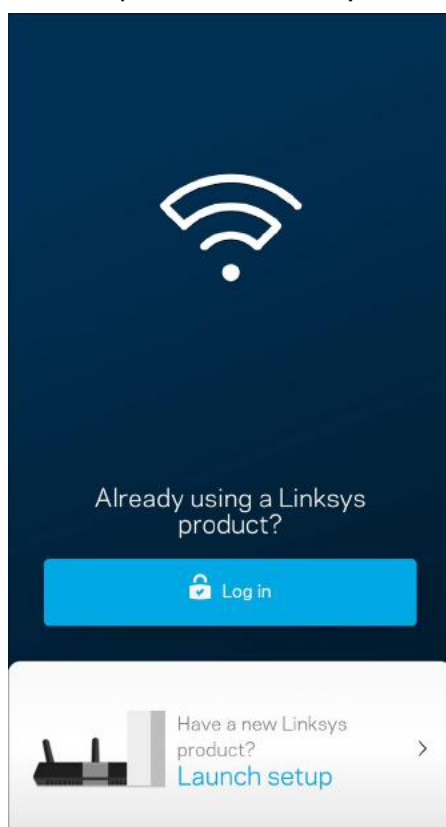 Already using a Linksys
product?
Log in
Have a new Linksys
product?
Launch setup